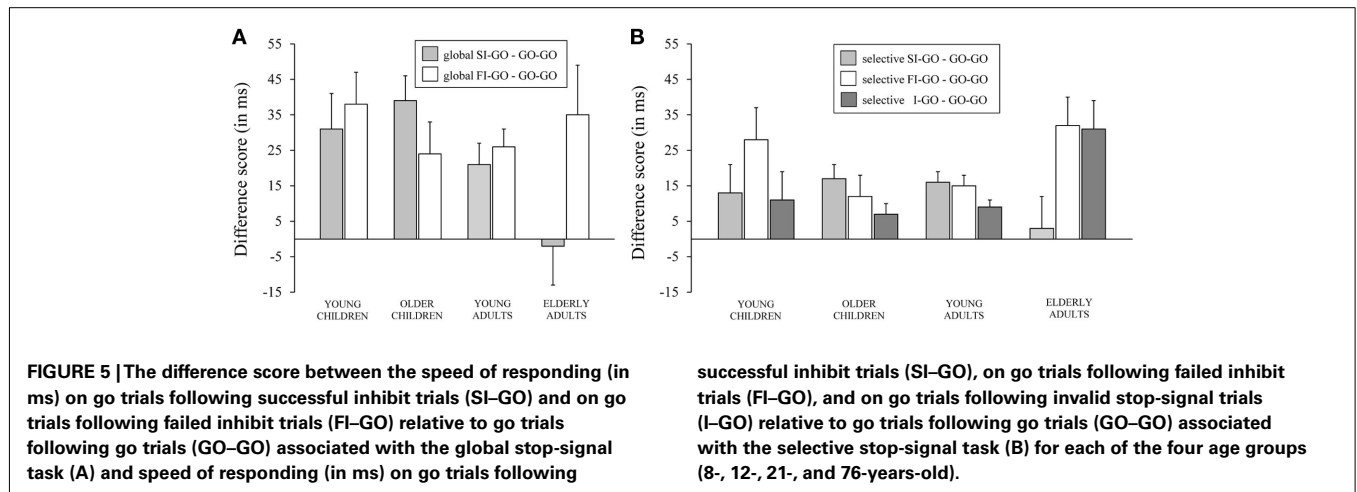 A
55
45
35
25
15
5
-5
-15
Difference score (in ms)
global SI-GO - GO-GO
global FI-GO - GO-GO
YOUNG CHILDREN
OLDER CHILDREN
YOUNG ADULTS
ELDERLY ADULTS
B
55
45
35
25
15
5
-5
-15
Difference score (in ms)
selective SI-GO - GO-GO
selective FI-GO - GO-GO
selective I-GO - GO-GO
YOUNG CHILDREN
OLDER CHILDREN
YOUNG ADULTS
ELDERLY ADULTS
FIGURE 5 | The difference score between the speed of responding (in
ms) on go trials following successful inhibit trials (SI–GO) and on go
trials following failed inhibit trials (FI–GO) relative to go trials
following go trials (GO–GO) associated with the global stop-signal
task (A) and speed of responding (in ms) on go trials following
successful inhibit trials (SI–GO), on go trials following failed inhibit
trials (FI–GO), and on go trials following invalid stop-signal trials
(I–GO) relative to go trials following go trials (GO–GO) associated
with the selective stop-signal task (B) for each of the four age groups
(8-, 12-, 21-, and 76-years-old).